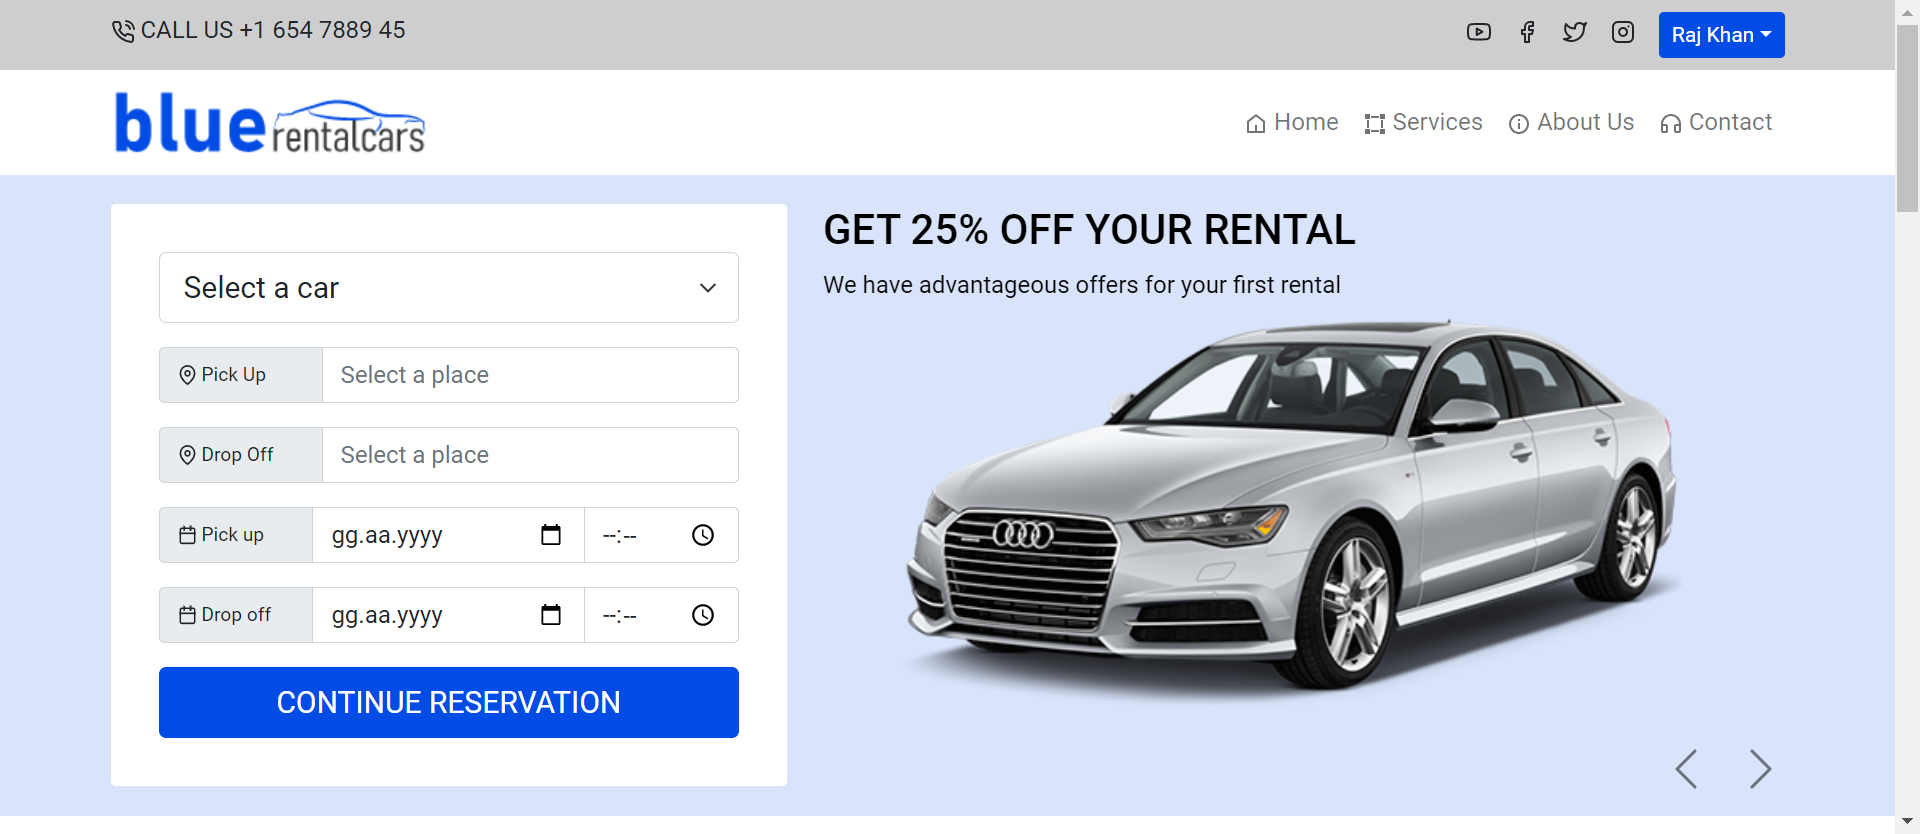 CALL US +1 654 7889 45
Raj Khan
blue rentalcars
Home Services About Us Contact
Select a car
Pick Up Select a place
Drop Off Select a place
Pick up gg.aa.yyyy --:--
Drop off gg.aa.yyyy --:--
CONTINUE RESERVATION
GET 25% OFF YOUR RENTAL
We have advantageous offers for your first rental